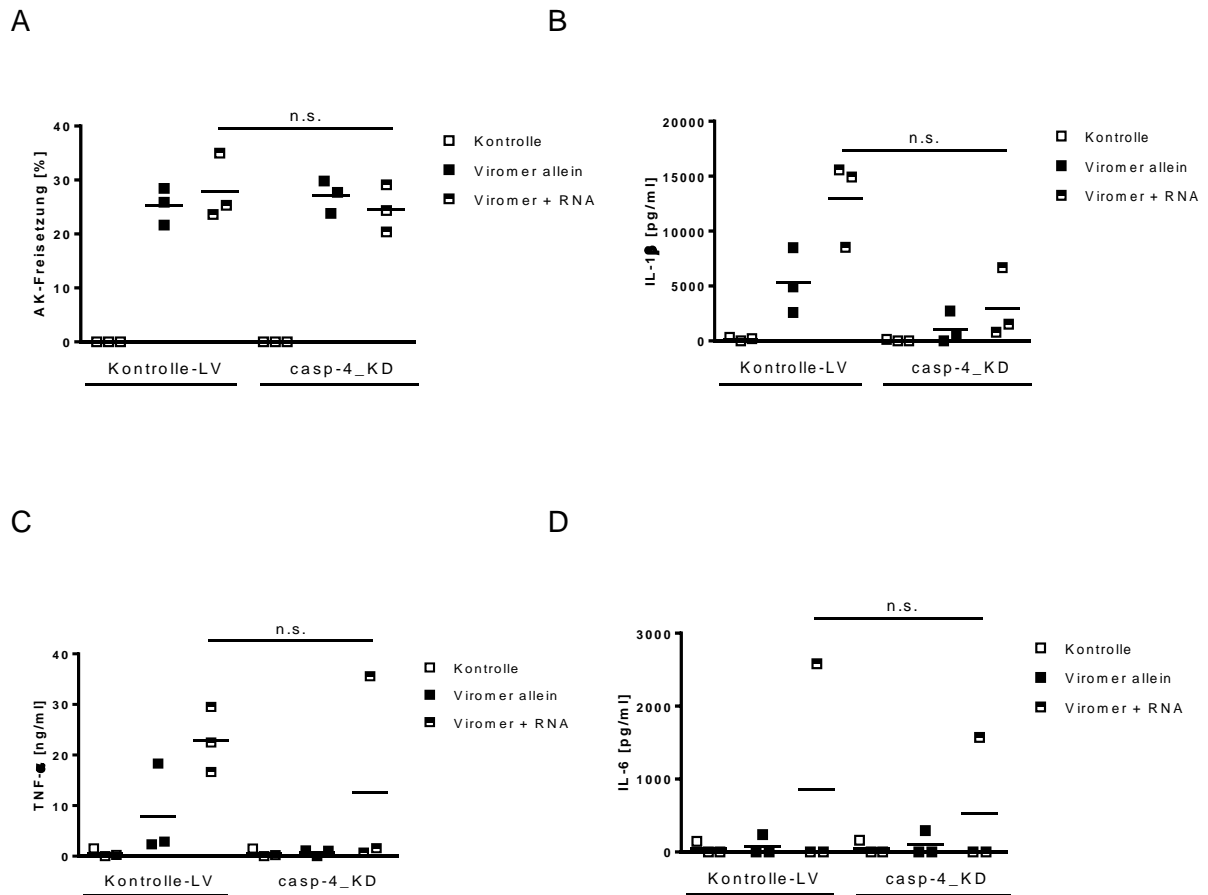 A
B
n.s.
40
30
20
10
0
AK-Freisetzung [%]
Kontrolle
Viromer allein
Viromer + RNA
Kontrolle-LV
casp-4_KD
n.s.
20000
15000
10000
5000
0
IL-1β [pg/ml]
Kontrolle
Viromer allein
Viromer + RNA
Kontrolle-LV
casp-4_KD
C
D
n.s.
40
30
20
10
0
TNF-α [ng/ml]
Kontrolle
Viromer allein
Viromer + RNA
Kontrolle-LV
casp-4_KD
n.s.
3000
2000
1000
0
IL-6 [pg/ml]
Kontrolle
Viromer allein
Viromer + RNA
Kontrolle-LV
casp-4_KD